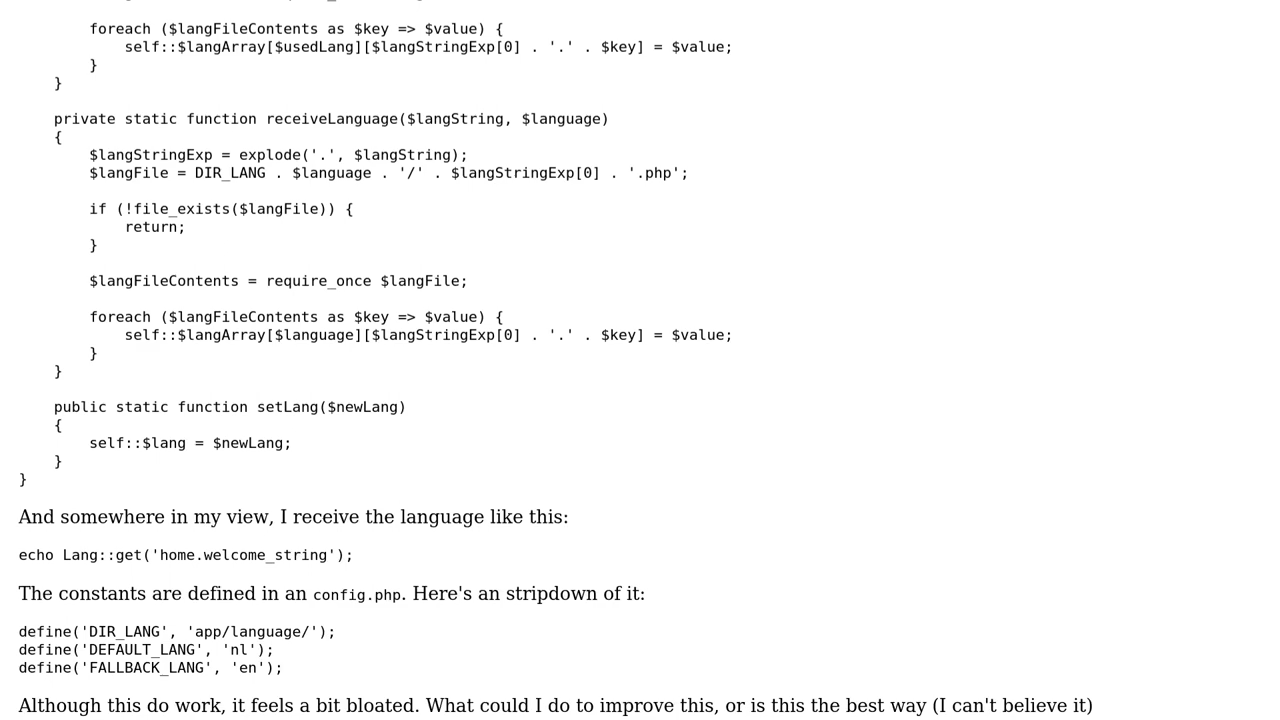 foreach ($langFileContents as $key => $value) {
self::$langArray[$usedLang][$langStringExp[0] . '.' . $key] = $value;
}
}
private static function receiveLanguage($langString, $language)
{
$langStringExp = explode('.', $langString);
$langFile = DIR_LANG . $language . '/' . $langStringExp[0] . '.php';
if (!file_exists($langFile)) {
return;
}
$langFileContents = require_once $langFile;
foreach ($langFileContents as $key => $value) {
self::$langArray[$language][$langStringExp[0] . '.' . $key] = $value;
}
}
public static function setLang($newLang)
{
self::$lang = $newLang;
}
}
And somewhere in my view, I receive the language like this:
echo Lang::get('home.welcome_string');
The constants are defined in an config.php. Here's an stripdown of it:
define('DIR_LANG', 'app/language/');
define('DEFAULT_LANG', 'nl');
define('FALLBACK_LANG', 'en');
Although this do work, it feels a bit bloated. What could I do to improve this, or is this the best way (I can't believe it)